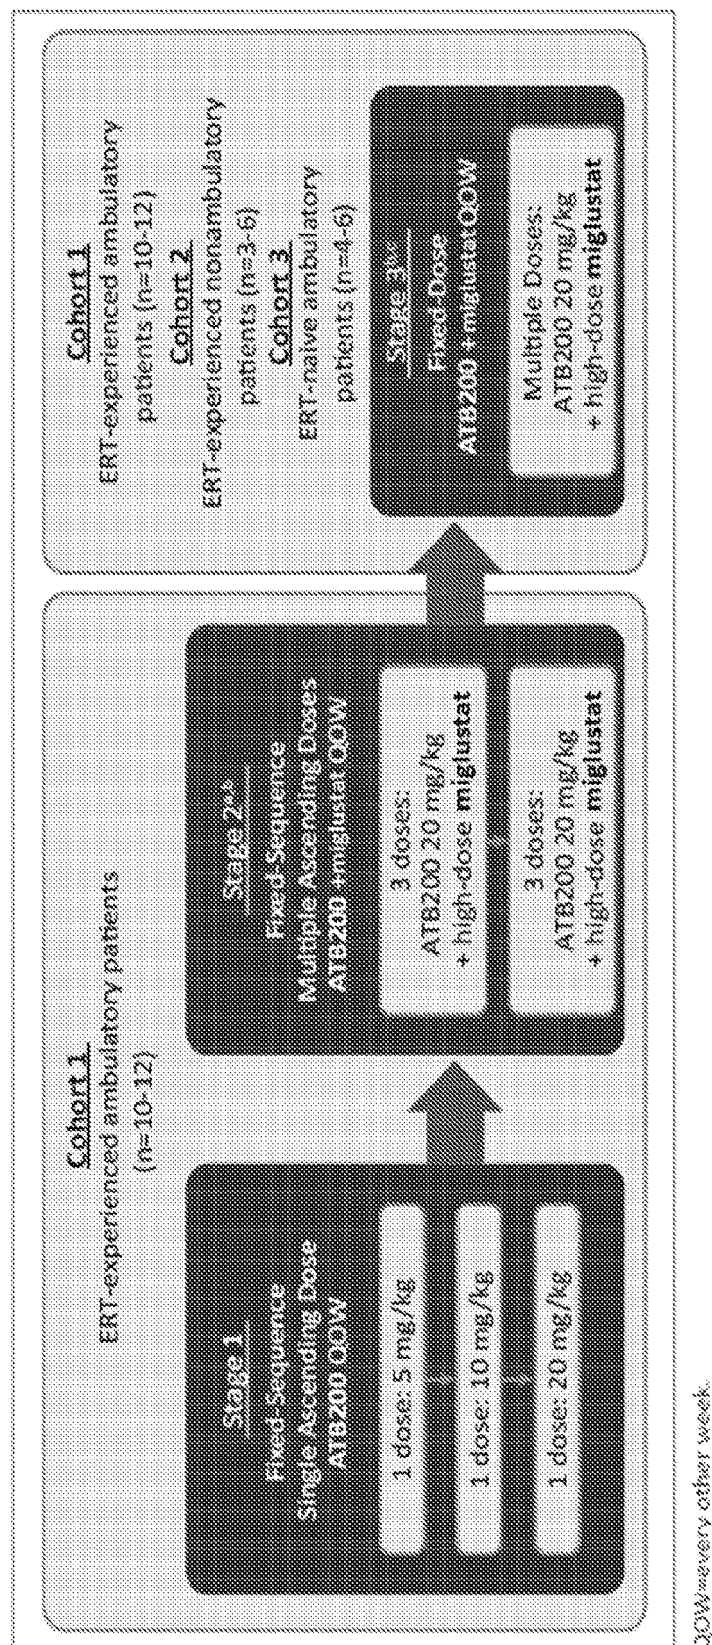 Cohort 1
ERT-experienced ambulatory patients
(n=10-12)
Stage 1
Fixed-Sequence
Single Ascending Dose
ATB200 QOW
1 dose: 5 mg/kg
1 dose: 10 mg/kg
1 dose: 20 mg/kg
Stage 2
Fixed-Sequence
Multiple Ascending Doses
ATB200 +miglustat QOW
3 doses:
ATB200 20 mg/kg
+ high-dose miglustat
3 doses:
ATB200 20 mg/kg
+ high-dose miglustat
Cohort 1
ERT-experienced ambulatory
patients (n=10-12)
Cohort 2
ERT-experienced nonambulatory
patients (n=3-6)
Cohort 3
ERT-naive ambulatory
patients (n=4-6)
Stage 3
Fixed-Dose
ATB200 + miglustat QOW
Multiple Doses:
ATB200 20 mg/kg
+ high-dose miglustat
QOW=every other week.